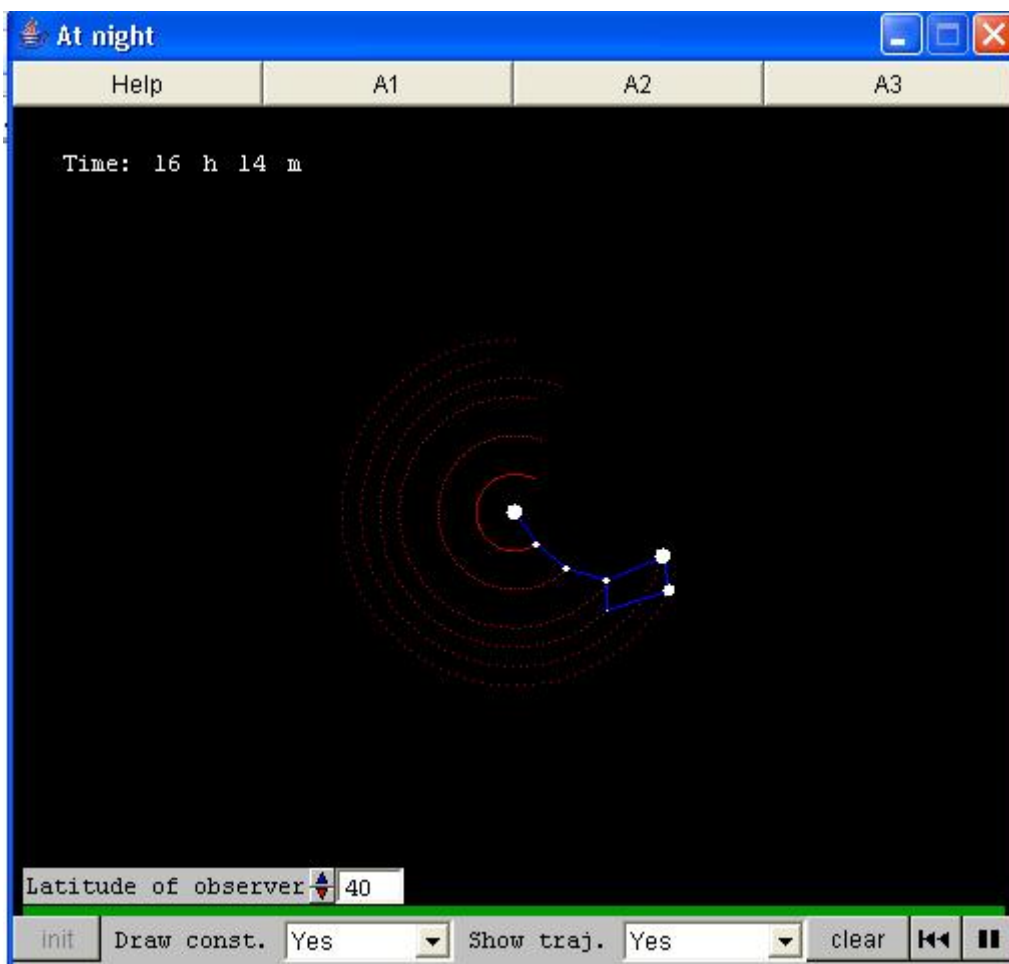 At night
Help A1 A2 A3
Time: 16 h 14 m
Latitude of observer 40
init Draw const. Yes Show traj. Yes clear